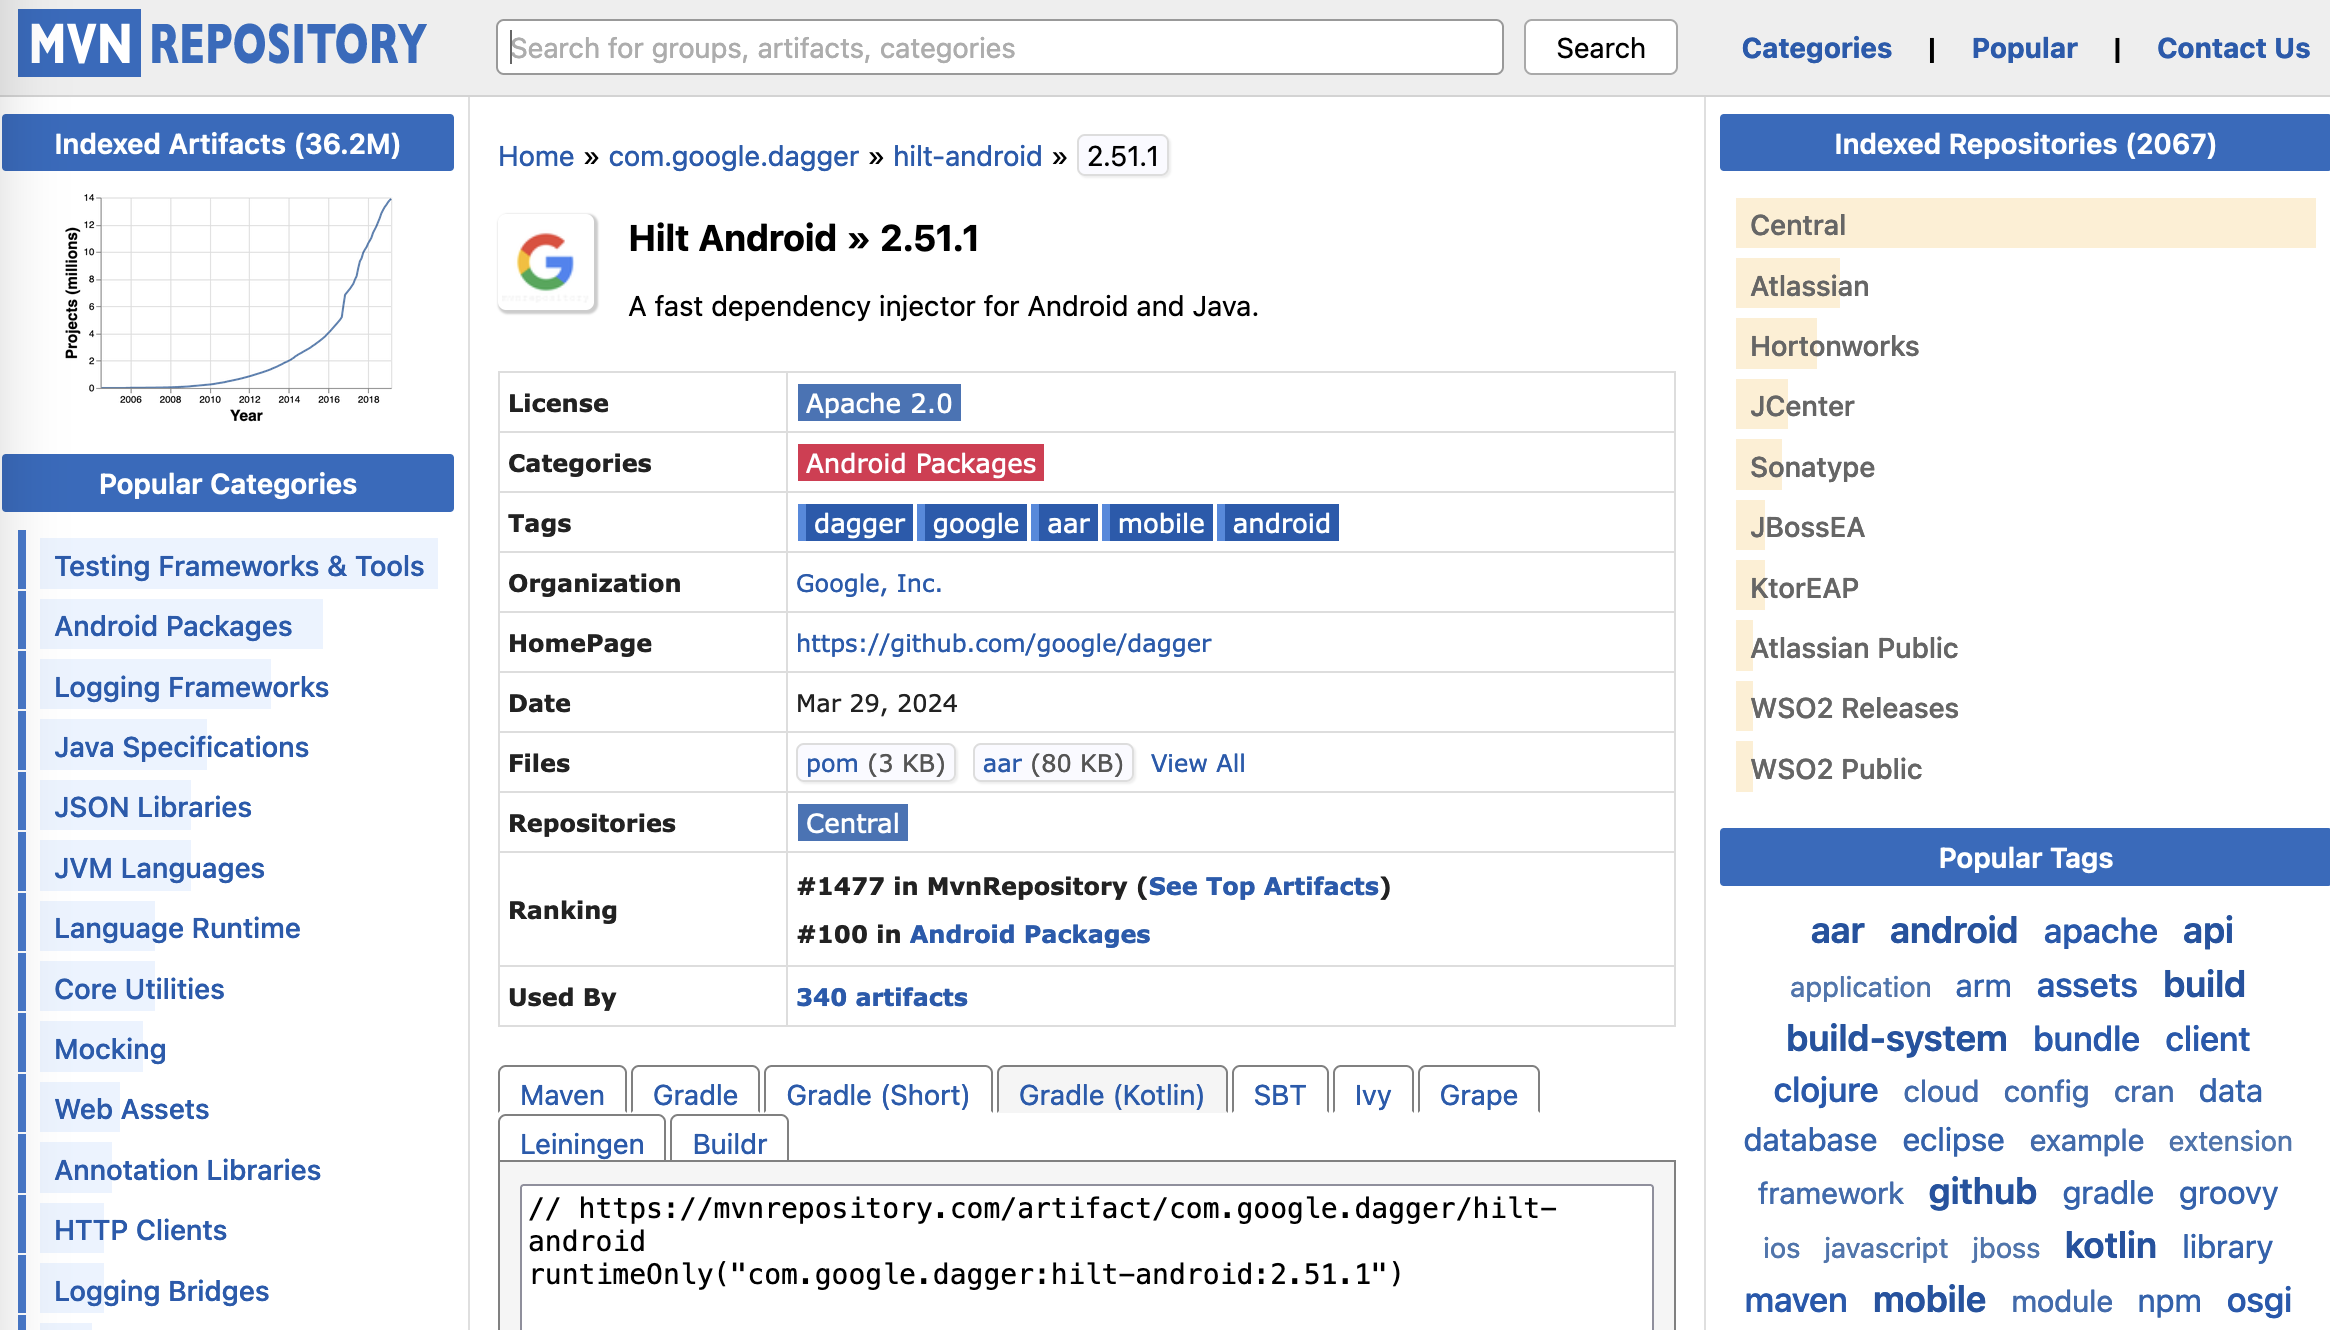 MVN REPOSITORY
Search for groups, artifacts, categories
Search
Categories | Popular | Contact Us
Indexed Artifacts (36.2M)
Projects (millions)
14
12
10
8
6
4
2
0
2006 2008 2010 2012 2014 2016 2018
Year
Popular Categories
Testing Frameworks & Tools
Android Packages
Logging Frameworks
Java Specifications
JSON Libraries
JVM Languages
Language Runtime
Core Utilities
Mocking
Web Assets
Annotation Libraries
HTTP Clients
Logging Bridges
Home » com.google.dagger » hilt-android » 2.51.1
Hilt Android » 2.51.1
A fast dependency injector for Android and Java.
License Apache 2.0
Categories Android Packages
Tags dagger google aar mobile android
Organization Google, Inc.
HomePage https://github.com/google/dagger
Date Mar 29, 2024
Files pom (3 KB) aar (80 KB) View All
Repositories Central
Ranking
#1477 in MvnRepository (See Top Artifacts)
#100 in Android Packages
Used By 340 artifacts
Maven Gradle Gradle (Short) Gradle (Kotlin) SBT Ivy Grape
Leiningen Buildr
// https://mvnrepository.com/artifact/com.google.dagger/hilt-
android
runtimeOnly("com.google.dagger:hilt-android:2.51.1")
Indexed Repositories (2067)
Central
Atlassian
Hortonworks
JCenter
Sonatype
JBossEA
KtorEAP
Atlassian Public
WSO2 Releases
WSO2 Public
Popular Tags
aar android apache api
application arm assets build
build-system bundle client
clojure cloud config cran data
database eclipse example extension
framework github gradle groovy
ios javascript jboss kotlin library
maven mobile module npm osgi